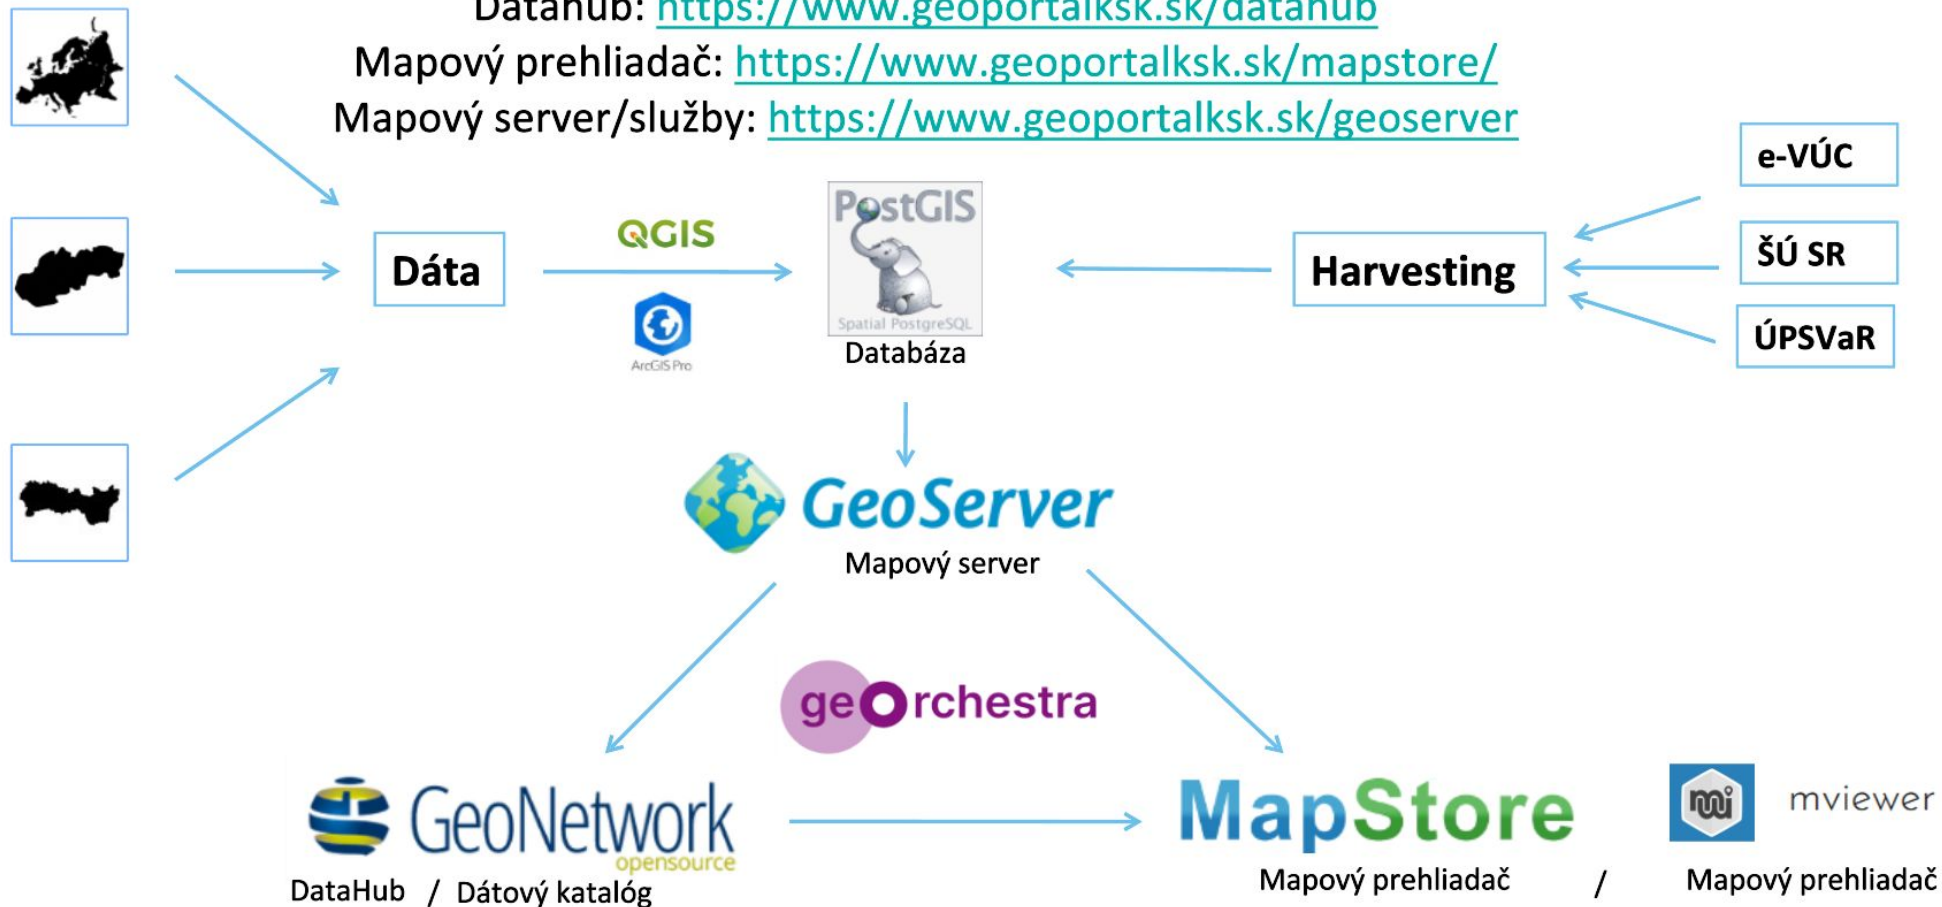 Datahub: https://www.geoportalksk.sk/datahub
Mapový prehliadač: https://www.geoportalksk.sk/mapstore/
Mapový server/služby: https://www.geoportalksk.sk/geoserver
e-VÚC
ŠÚ SR
ÚPSVaR
Dáta
QGIS
ArcGIS Pro
PostGIS
Spatial PostgreSQL
Databáza
Harvesting
GeoServer
Mapový server
geOrchestra
GeoNetwork
opensource
DataHub / Dátový katalóg
MapStore
Mapový prehliadač /
mviewer
Mapový prehliadač